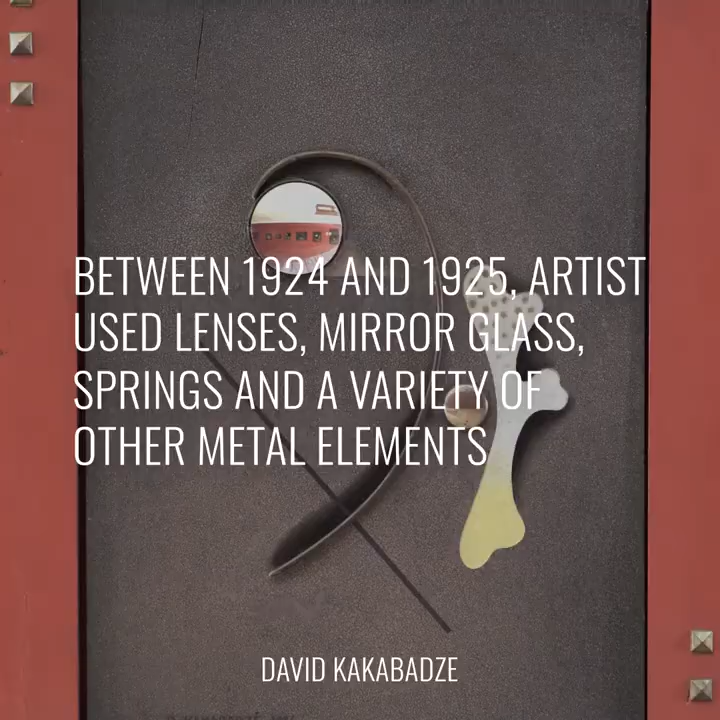 BETWEEN 1924 AND 1925, ARTIST
USED LENSES, MIRROR GLASS,
SPRINGS AND A VARIETY OF
OTHER METAL ELEMENTS
DAVID KAKABADZE